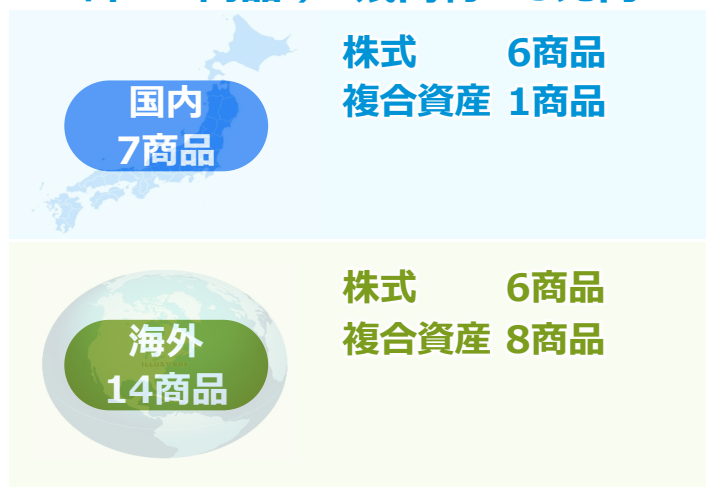 国内
7商品
株式 6商品
複合資産 1商品
海外
14商品
株式 6商品
複合資産 8商品